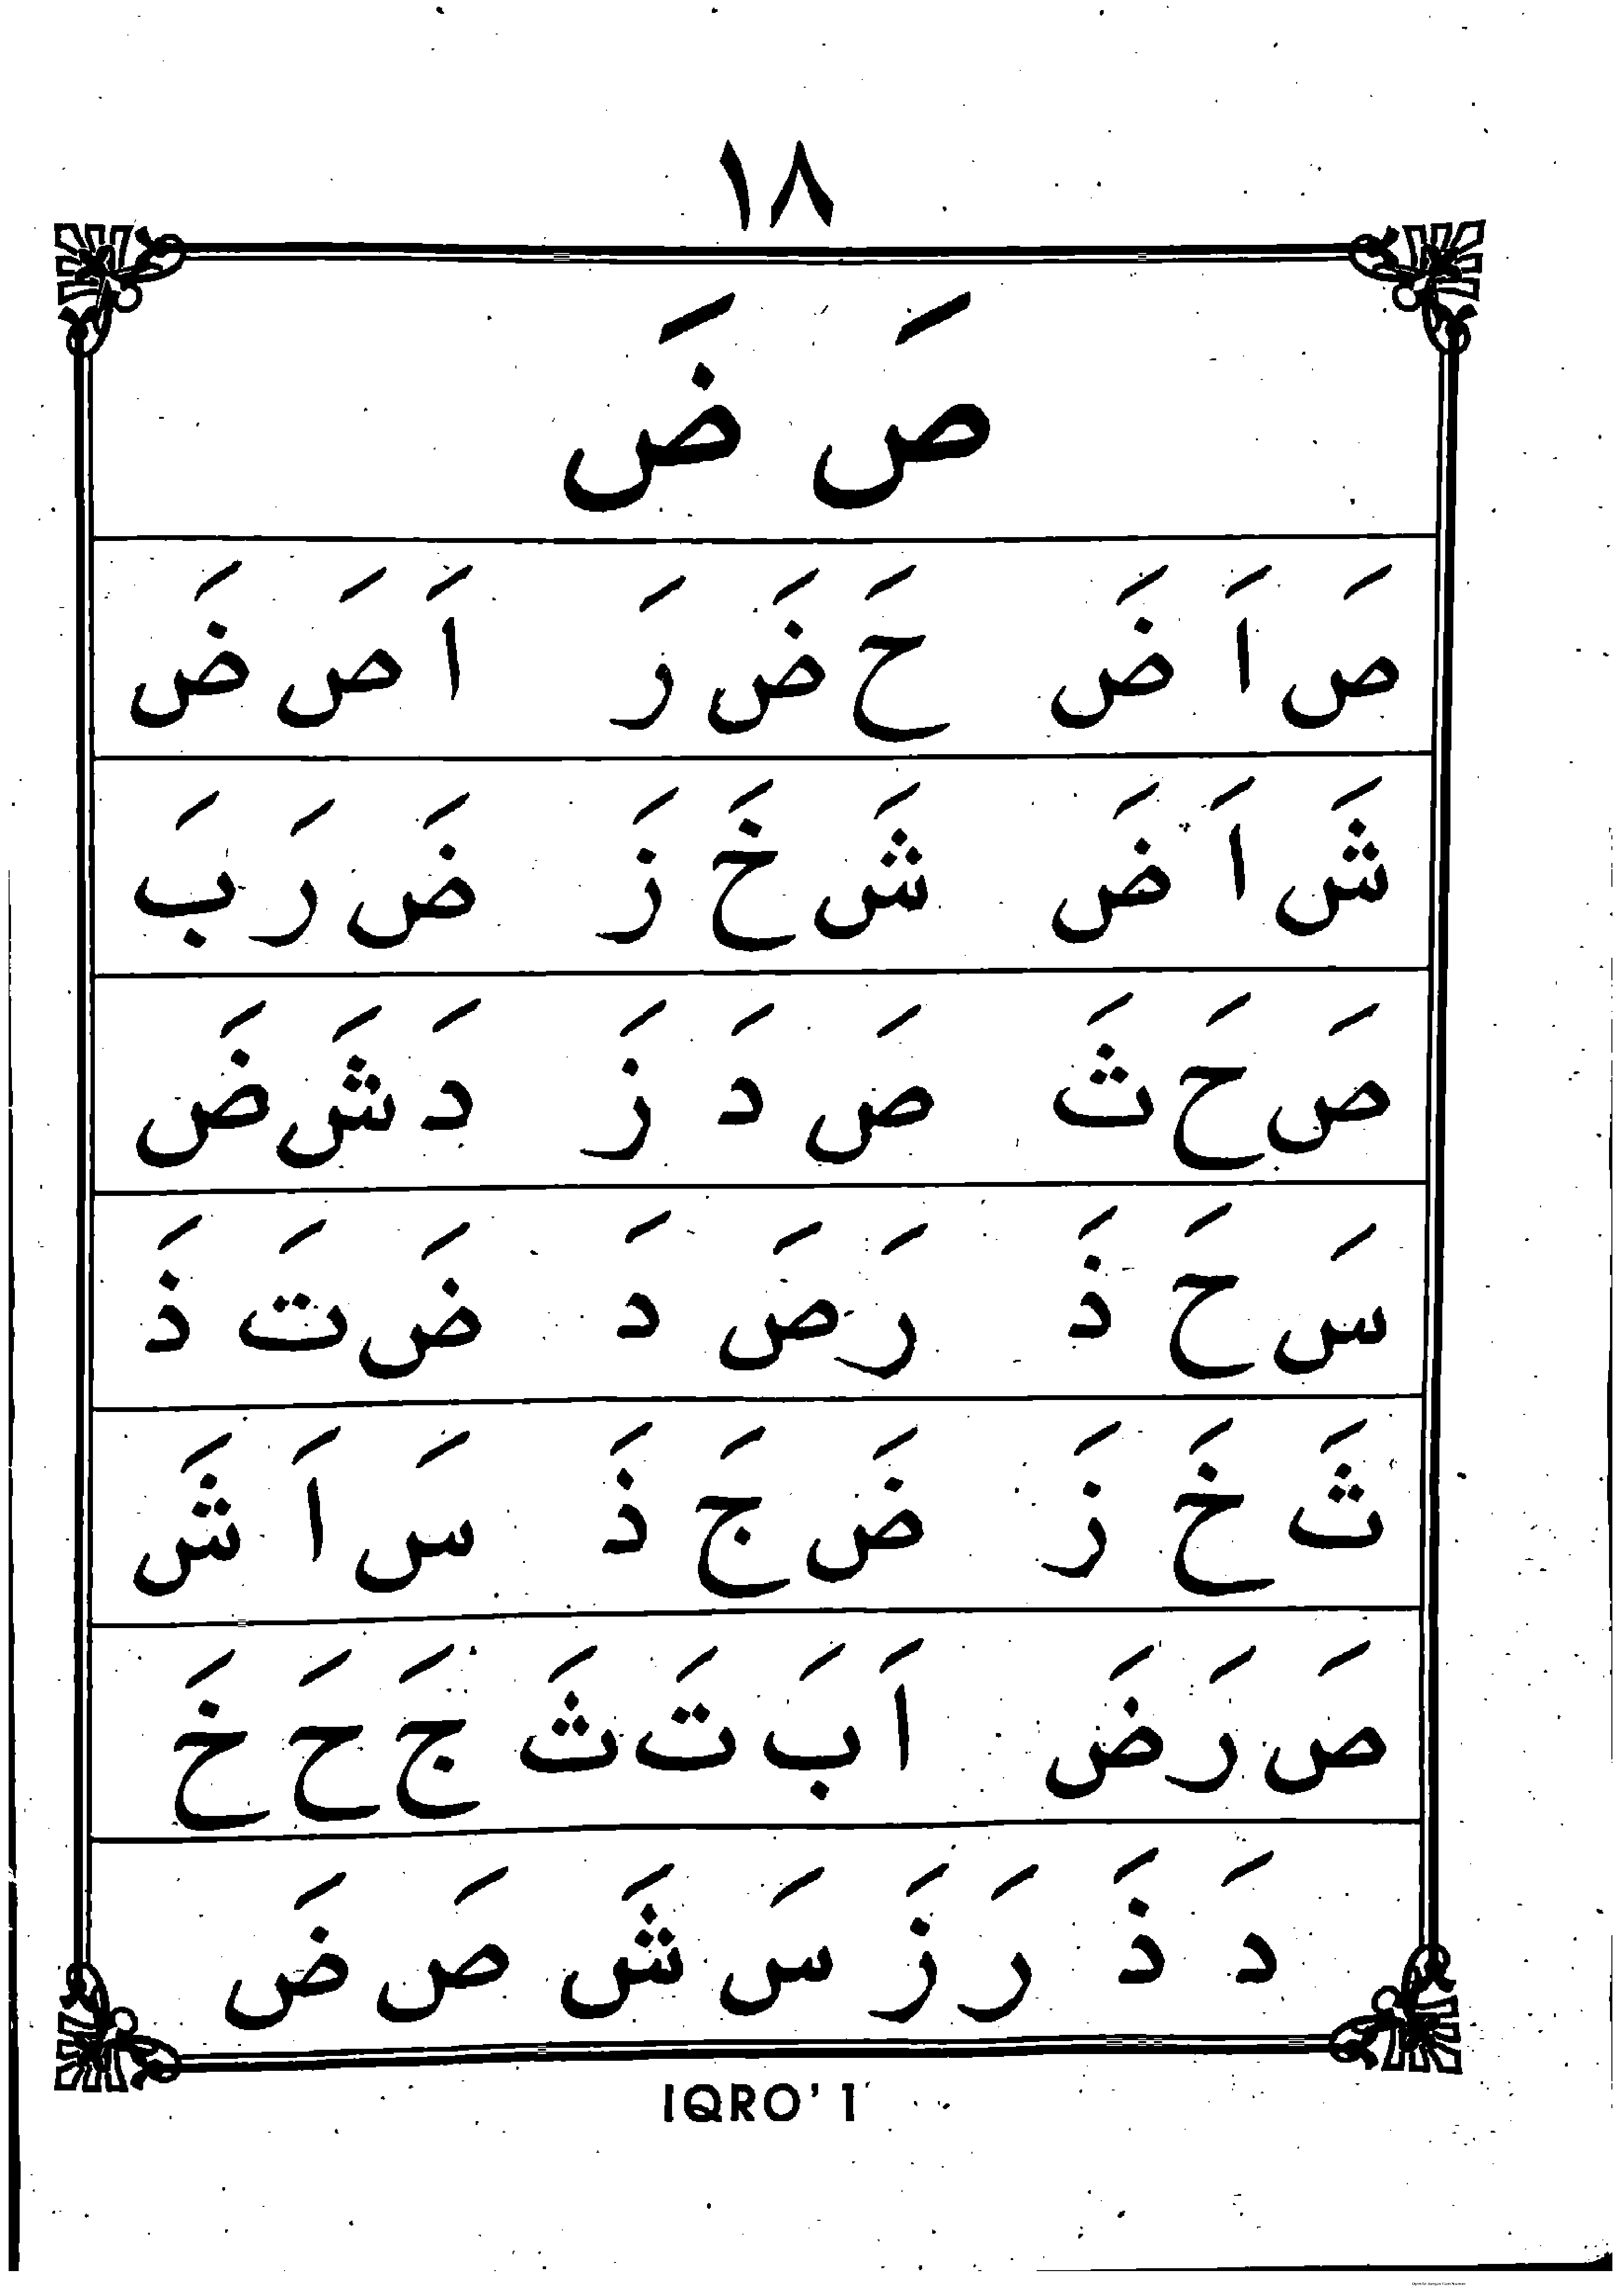 ١٨
صَ ضَ
صَ اَ ضَ حَ ضَ رَ اَ صَ ضَ
شَ اَ ضَ شَ خَ زَ ضَ رَ بَ
صَ حَ ثَ صَ دَ زَ دَ شَ ضَ
سَ حَ ذَ رَ صَ دَ ضَ تَ ذَ
ثَ خَ زَ ضَ جَ ذَ سَ اَ شَ
صَ رَ ضَ اَ بَ تَ ثَ جَ حَ خَ
دَ ذَ رَ زَ سَ شَ صَ ضَ
IQRO' 1